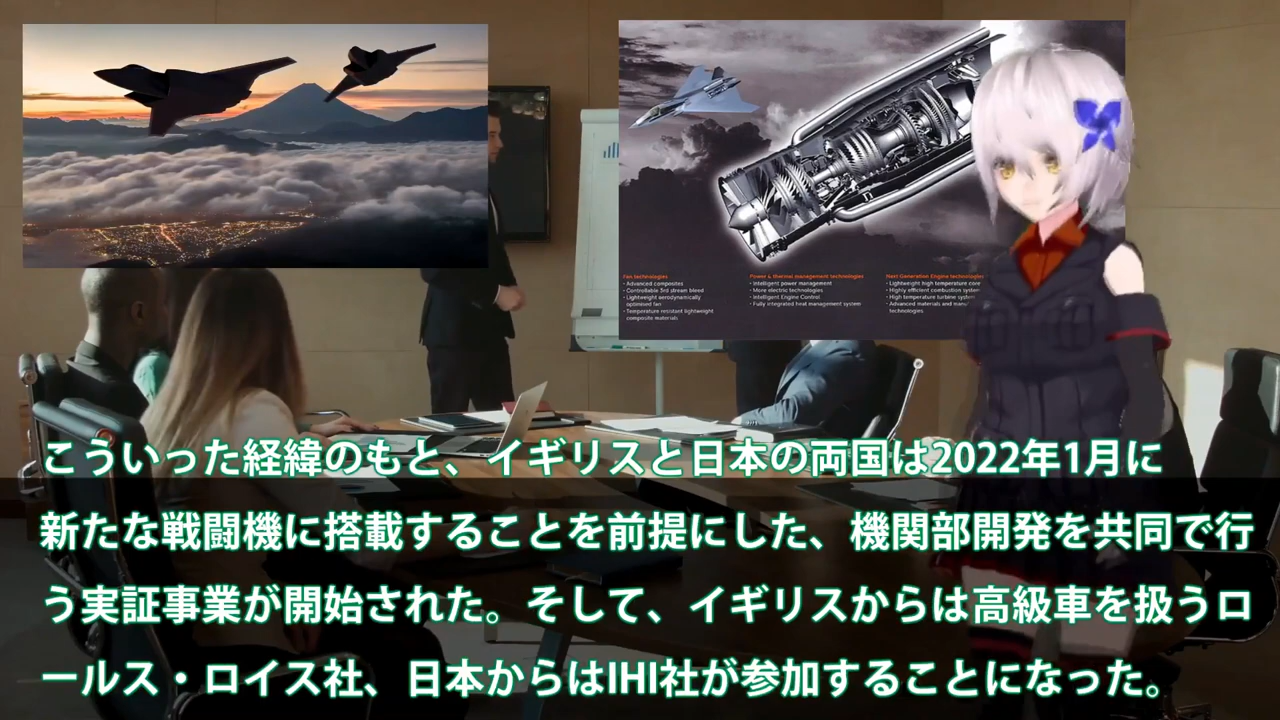 Fan technologies
• Advanced composites
• Controllable 3rd stream bleed
• Lightweight aerodynamically
optimised fan
• Temperature resistant lightweight
composite materials
Power & thermal management technologies
• Intelligent power management
• More electric technologies
• Intelligent Engine Control
• Fully integrated heat management system
Next Generation Engine technologies
• Lightweight high temperature core
• Highly efficient combustion system
• High temperature turbine system
• Advanced materials and
technologies
こういった経緯のもと、イギリスと日本の両国は2022年1月に
新たな戦闘機に搭載することを前提にした、機関部開発を共同で行
う実証事業が開始された。そして、イギリスからは高級車を扱うロ
ールス・ロイス社、日本からはIHI社が参加することになった。